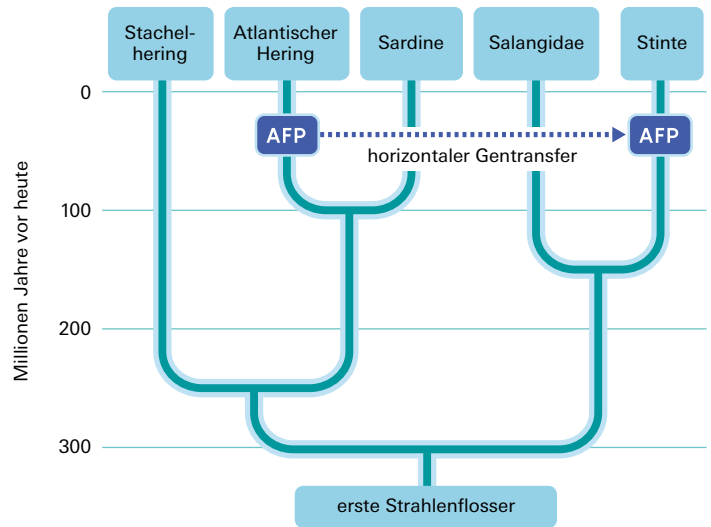 Stachel-
hering
Atlantischer
Hering
Sardine
Salangidae
Stinte
0
AFP
AFP
horizontaler Gentransfer
100
200
300
Millionen Jahre vor heute
erste Strahlenflosser